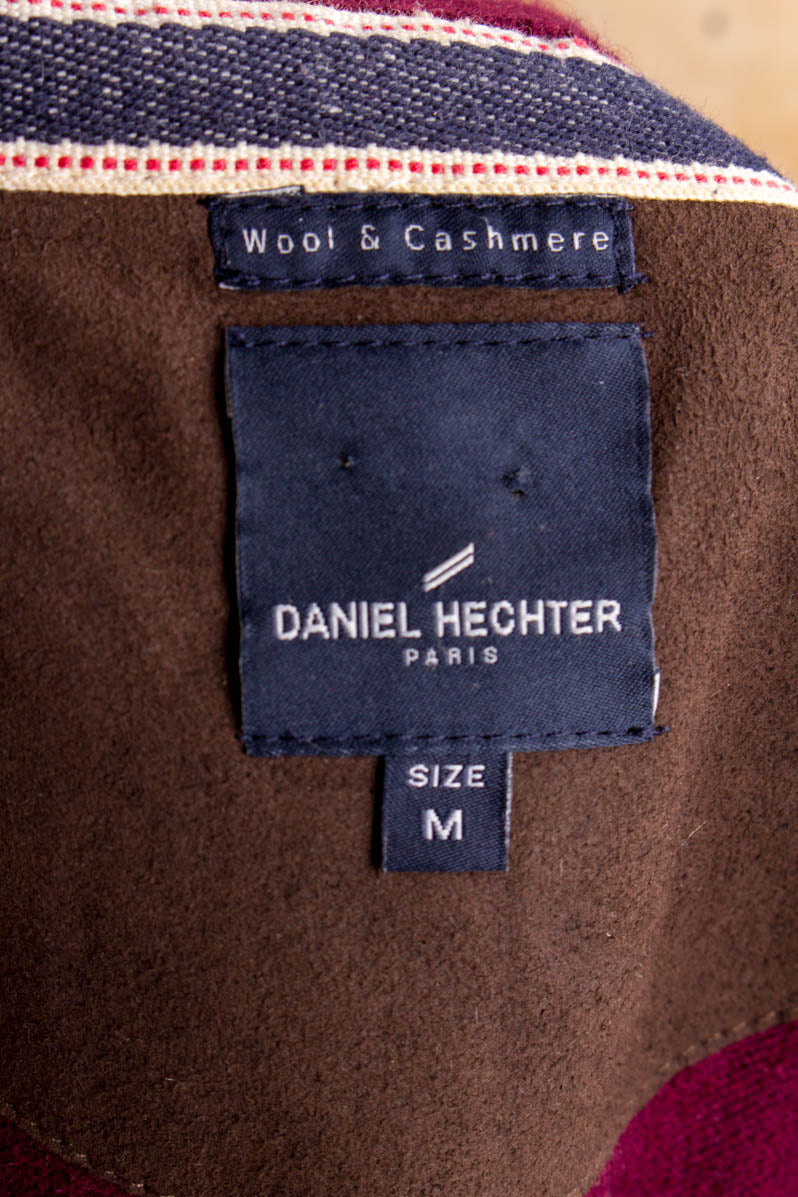 Wool & Cashmere
DANIEL HECHTER
PARIS
SIZE
M